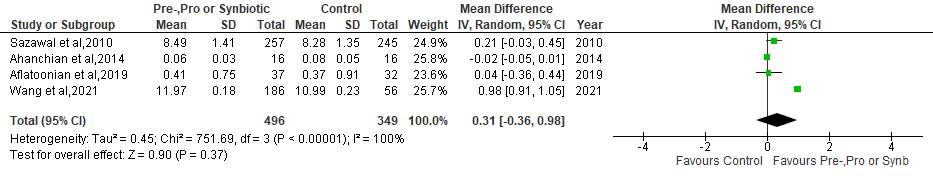 Pre-,Pro or Synbiotic Control Mean Difference Mean Difference
Study or Subgroup Mean SD Total Mean SD Total Weight IV, Random, 95% CI Year IV, Random, 95% CI
Sazawal et al,2010 8.49 1.41 257 8.28 1.35 245 24.9% 0.21 [-0.03, 0.45] 2010
Ahanchian et al,2014 0.06 0.03 16 0.08 0.05 16 25.8% -0.02 [-0.05, 0.01] 2014
Aflatoonian et al,2019 0.41 0.75 37 0.37 0.91 32 23.6% 0.04 [-0.36, 0.44] 2019
Wang et,2021 11.97 0.18 186 10.99 0.23 56 25.7% 0.98 [0.91, 1.05] 2021
Total (95% CI) 496 349 100.0% 0.31 [-0.36, 0.98]
Heterogeneity: Tau² = 0.45; Chi² = 751.69, df = 3 (P < 0.00001); I² = 100%
Test for overall effect: Z = 0.90 (P = 0.37)
-4 -2 0 2 4
Favours Control Favours Pre-,Pro or Synb